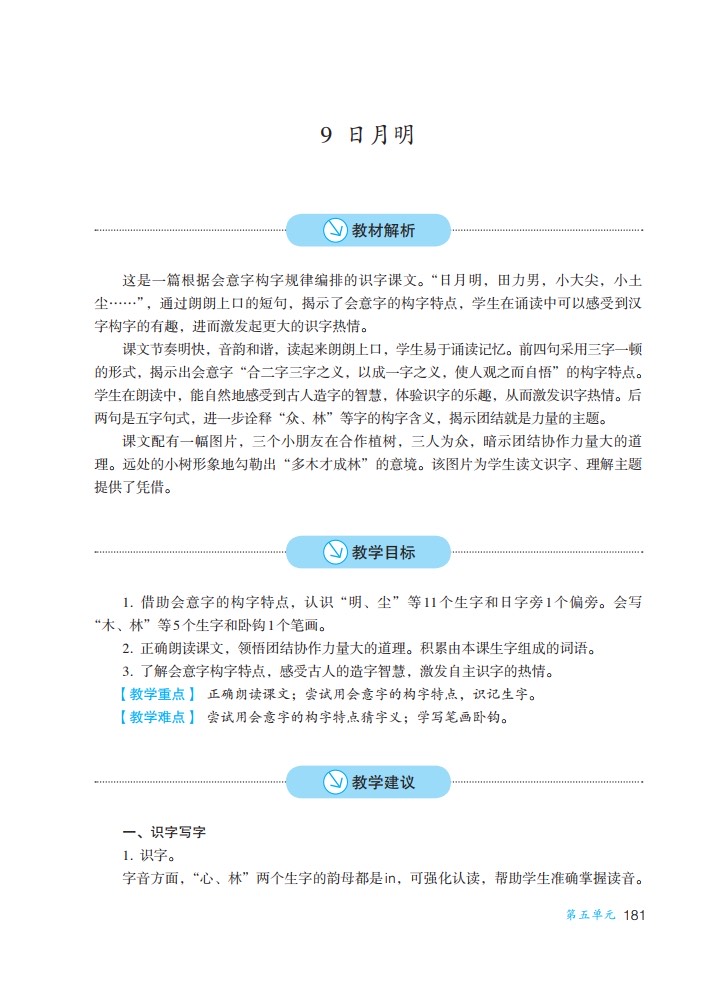 9 日月明
教材解析
这是一篇根据会意字构字规律编排的识字课文。“日月明，田力男，小大尖，小土
尘……”，通过朗朗上口的短句，揭示了会意字的构字特点，学生在诵读中可以感受到汉
字构字的有趣，进而激发起更大的识字热情。
课文节奏明快，音韵和谐，读起来朗朗上口，学生易于诵读记忆。前四句采用三字一顿
的形式，揭示出会意字“合二字三字之义，以成一字之义，使人观之而自悟”的构字特点。
学生在朗读中，能自然地感受到古人造字的智慧，体验识字的乐趣，从而激发识字热情。后
两句是五字句式，进一步诠释“众、林”等字的构字含义，揭示团结就是力量的主题。
课文配有一幅图片，三个小朋友在合作植树，三人为众，暗示团结协作力量大的道
理。远处的小树形象地勾勒出“多木才成林”的意境。该图片为学生读文识字、理解主题
提供了凭借。
教学目标
1. 借助会意字的构字特点，认识“明、尘”等11个生字和日字旁1个偏旁。会写
“木、林”等5个生字和卧钩1个笔画。
2. 正确朗读课文，领悟团结协作力量大的道理。积累由本课生字组成的词语。
3. 了解会意字构字特点，感受古人的造字智慧，激发自主识字的热情。
【教学重点】 正确朗读课文；尝试用会意字的构字特点，识记生字。
【教学难点】 尝试用会意字的构字特点猜字义；学写笔画卧钩。
教学建议
一、识字写字
1. 识字。
字音方面，“心、林”两个生字的韵母都是in，可强化认读，帮助学生准确掌握读音。
第五单元 181